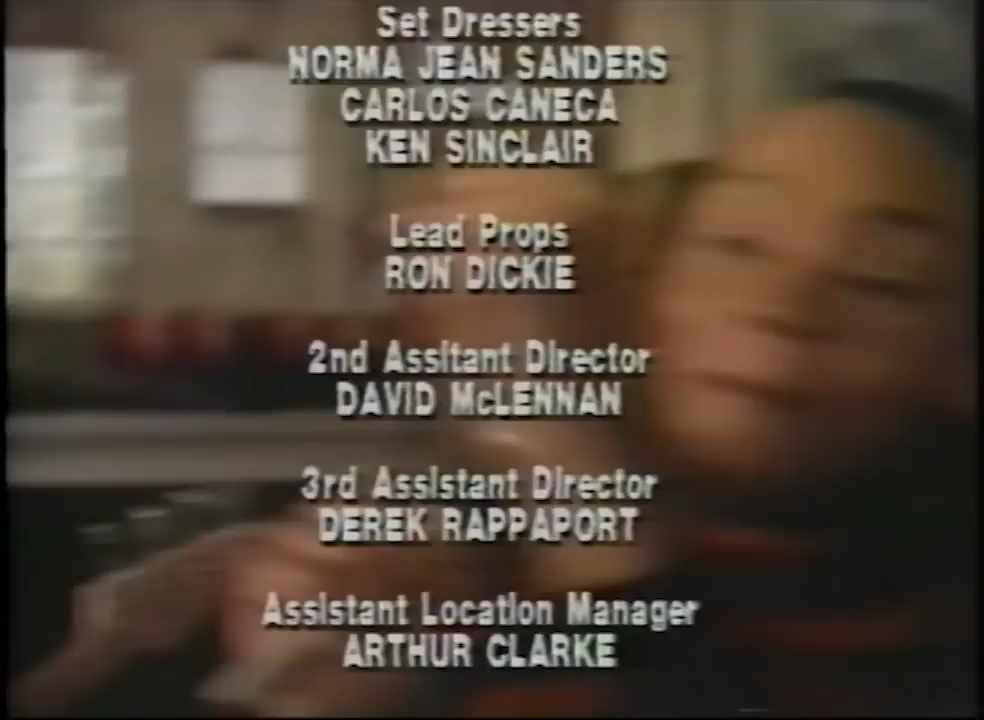 Set Dressers
NORMA JEAN SANDERS
CARLOS CANECA
KEN SINCLAIR
Lead Props
RON DICKIE
2nd Assitant Director
DAVID McLENNAN
3rd Assistant Director
DEREK RAPPAPORT
Assistant Location Manager
ARTHUR CLARKE